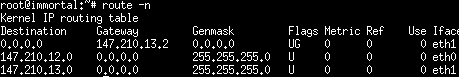 root@immortal:~# route -n
Kernel IP routing table
Destination Gateway Genmask Flags Metric Ref Use Iface
0.0.0.0 147.210.13.2 0.0.0.0 UG 0 0 0 eth1
147.210.12.0 0.0.0.0 255.255.255.0 U 0 0 0 eth0
147.210.13.0 0.0.0.0 255.255.255.0 U 0 0 0 eth1